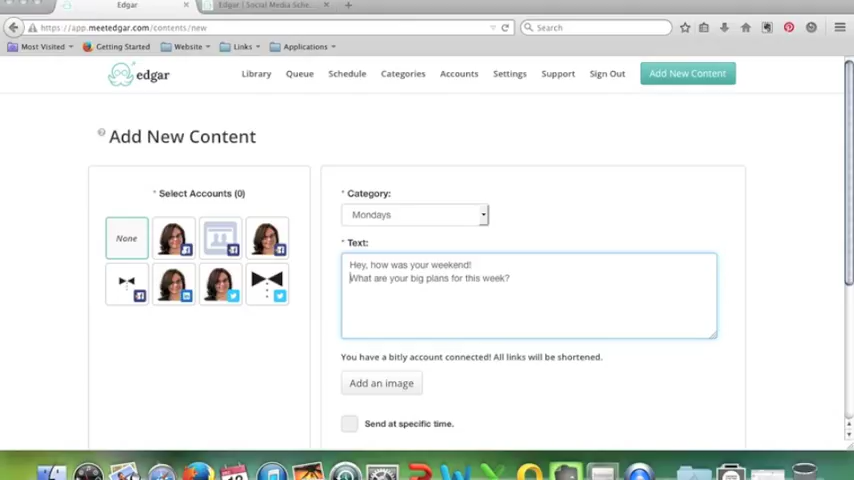 Edgar
Edgar | Social Media Sche...
https://app.meetedgar.com/contents/new
Search
Most Visited
Getting Started
Website
Links
Applications
edgar
Library
Queue
Schedule
Categories
Accounts
Settings
Support
Sign Out
Add New Content
Add New Content
* Select Accounts (0)
None
* Category:
Mondays
* Text:
Hey, how was your weekend!
What are your big plans for this week?
You have a bitly account connected! All links will be shortened.
Add an image
Send at specific time.